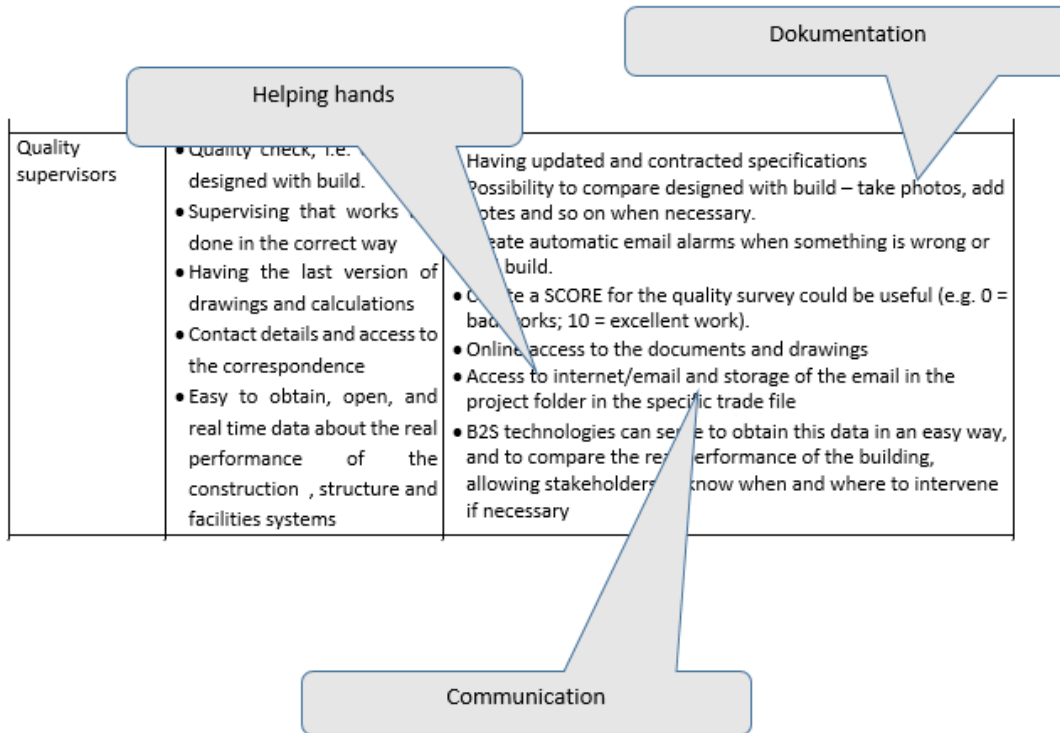 Dokumentation
Helping hands
Quality
supervisors
• Quality check, i.e.
designed with build.
• Supervising that works
done in the correct way
• Having the last version of
drawings and calculations
• Contact details and access to
the correspondence
• Easy to obtain, open, and
real time data about the real
performance of the
construction , structure and
facilities systems
Having updated and contracted specifications
Possibility to compare designed with build – take photos, add
notes and so on when necessary.
automatic email alarms when something is wrong or
build.
• a SCORE for the quality survey could be useful (e.g. 0 =
bad works; 10 = excellent work).
• Online access to the documents and drawings
• Access to internet/email and storage of the email in the
project folder in the specific trade file
• B2S technologies can serve to obtain this data in an easy way,
and to compare the real performance of the building,
allowing stakeholders know when and where to intervene
if necessary
Communication